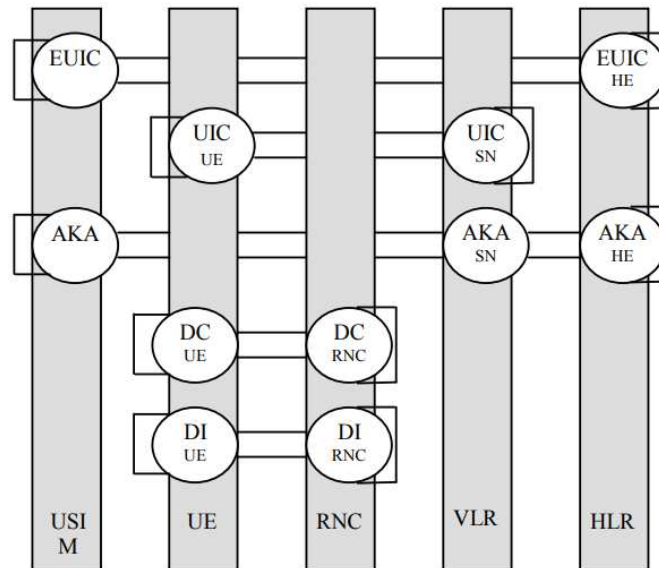 EUIC
EUIC
HE
UIC
UE
UIC
SN
AKA
AKA
SN
AKA
HE
DC
UE
DC
RNC
DI
UE
DI
RNC
USI
M
UE
RNC
VLR
HLR